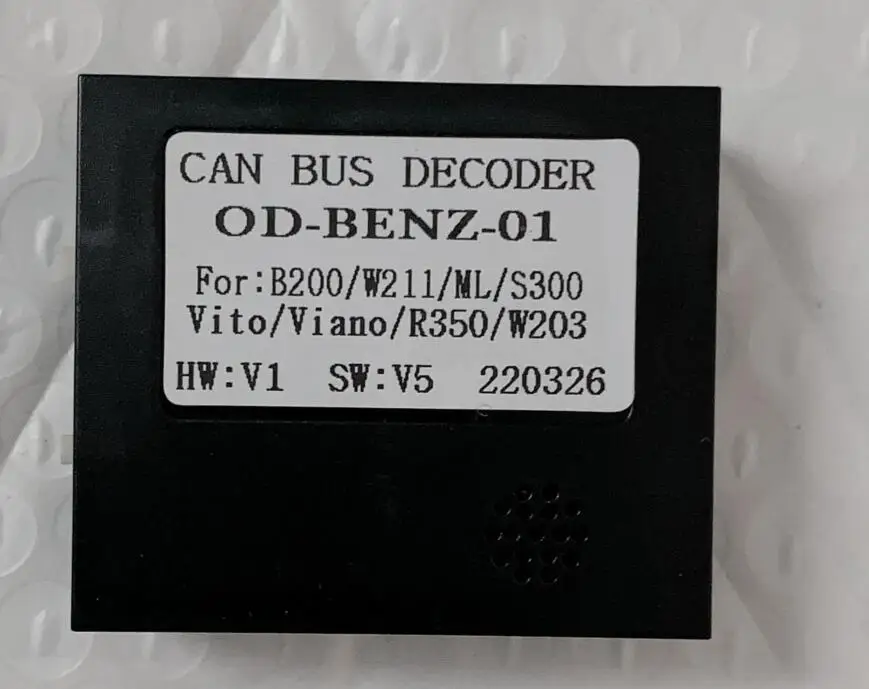 CAN BUS DECODER
OD-BENZ-01
For:B200/W211/ML/S300
Vito/Viano/R350/W203
HW:V1 SW:V5 220326